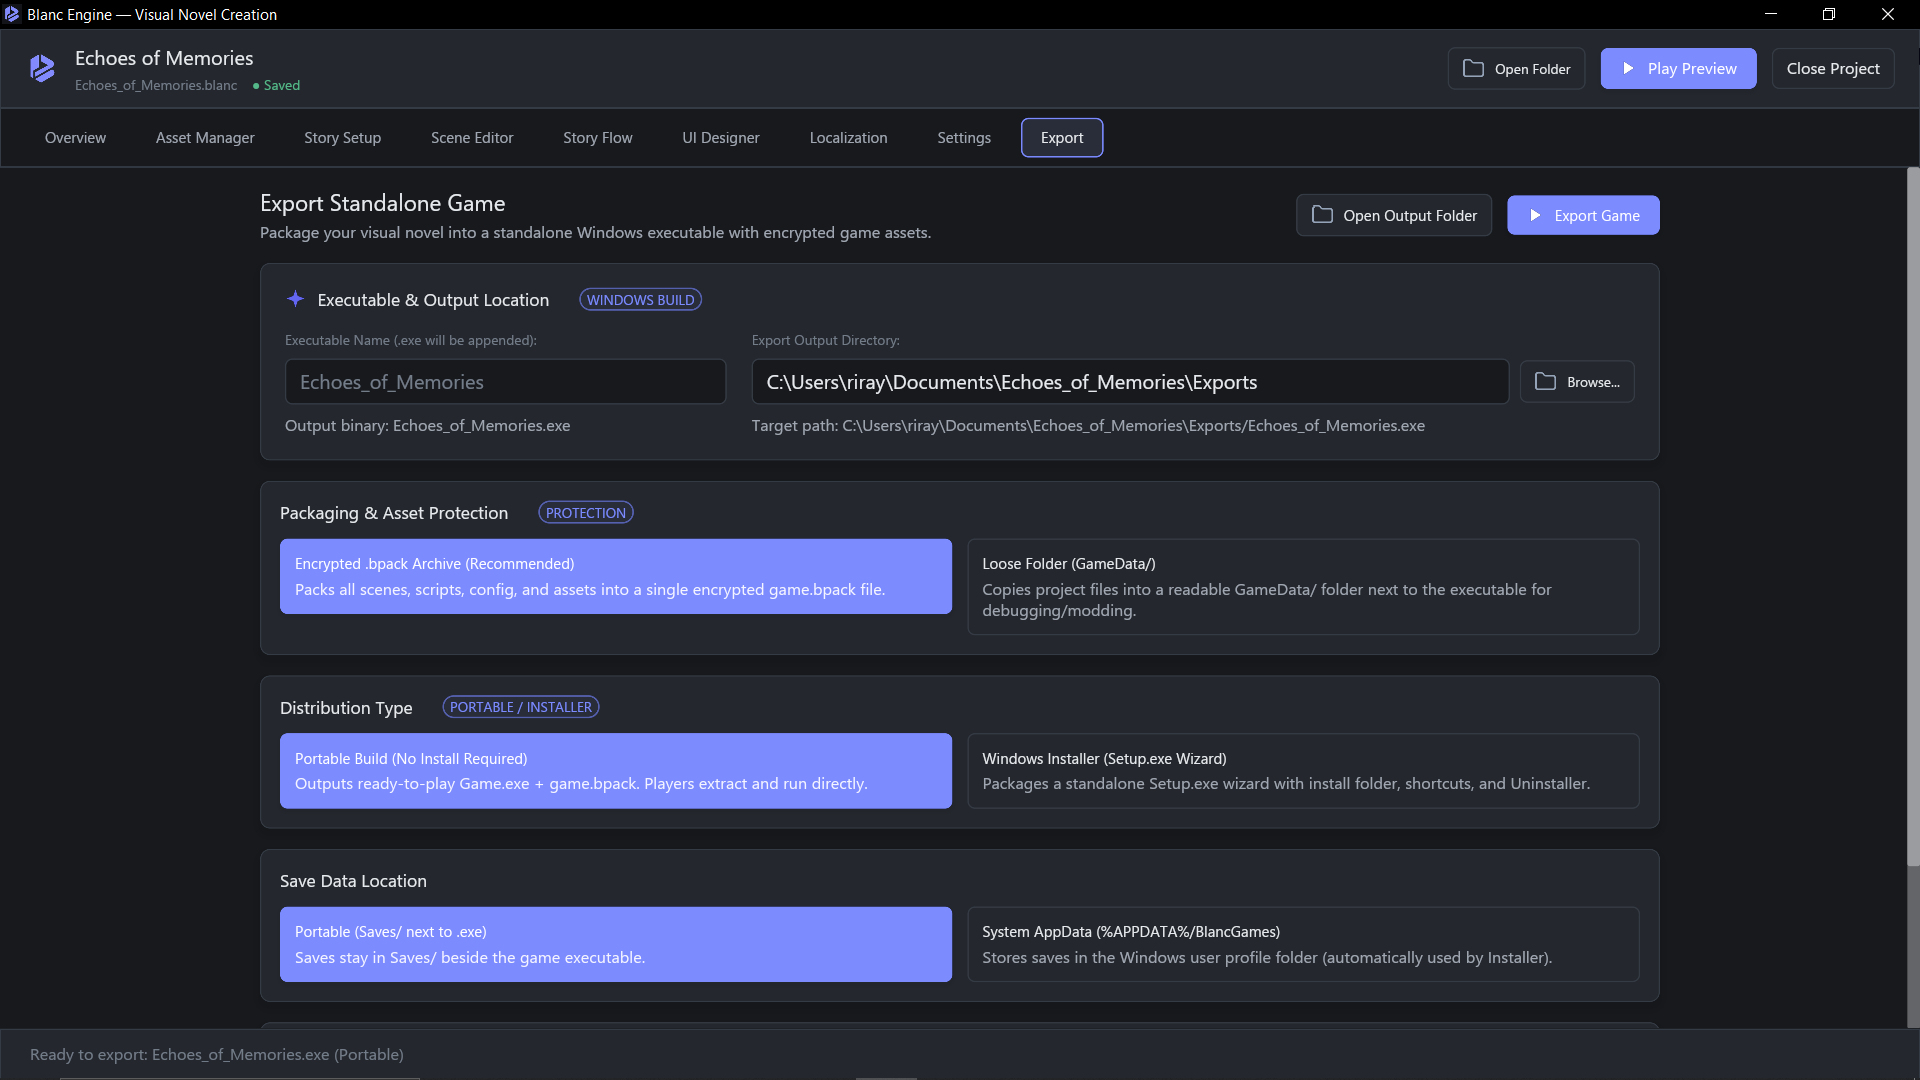 Blanc Engine — Visual Novel Creation
Echoes of Memories
Echoes_of_Memories.blanc
Saved
Open Folder
Play Preview
Close Project
Overview
Asset Manager
Story Setup
Scene Editor
Story Flow
UI Designer
Localization
Settings
Export
Export Standalone Game
Package your visual novel into a standalone Windows executable with encrypted game assets.
Open Output Folder
Export Game
Executable & Output Location
WINDOWS BUILD
Executable Name (.exe will be appended):
Echoes_of_Memories
Output binary: Echoes_of_Memories.exe
Export Output Directory:
C:\Users\riray\Documents\Echoes_of_Memories\Exports
Browse...
Target path: C:\Users\riray\Documents\Echoes_of_Memories\Exports/Echoes_of_Memories.exe
Packaging & Asset Protection
PROTECTION
Encrypted .bpack Archive (Recommended)
Packs all scenes, scripts, config, and assets into a single encrypted game.bpack file.
Loose Folder (GameData/)
Copies project files into a readable GameData/ folder next to the executable for
debugging/modding.
Distribution Type
PORTABLE / INSTALLER
Portable Build (No Install Required)
Outputs ready-to-play Game.exe + game.bpack. Players extract and run directly.
Windows Installer (Setup.exe Wizard)
Packages a standalone Setup.exe wizard with install folder, shortcuts, and Uninstaller.
Save Data Location
Portable (Saves/ next to .exe)
Saves stay in Saves/ beside the game executable.
System AppData (%APPDATA%/BlancGames)
Stores saves in the Windows user profile folder (automatically used by Installer).
Ready to export: Echoes_of_Memories.exe (Portable)